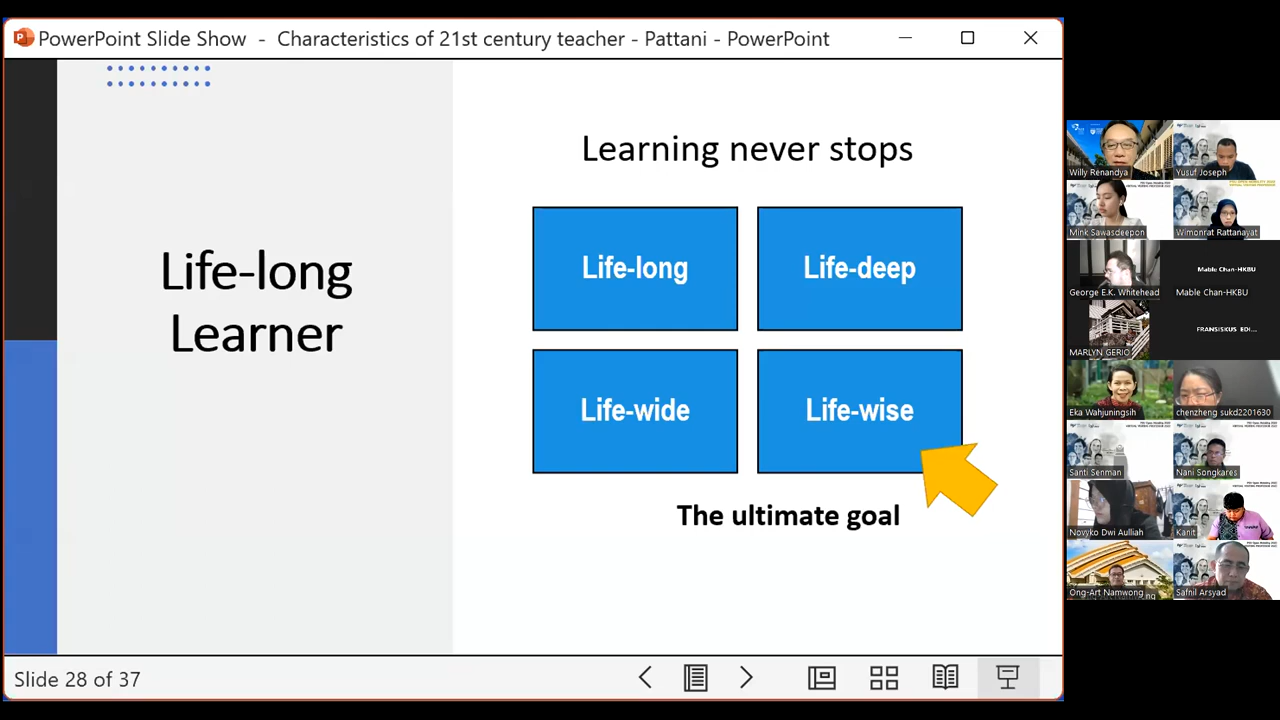 PowerPoint Slide Show - Characteristics of 21st century teacher - Pattani - PowerPoint
Life-long
Learner
Learning never stops
Life-long
Life-deep
Life-wide
Life-wise
The ultimate goal
Slide 28 of 37
Willy Renandya
Yusuf Joseph
Mink Sawasdeepon
Wimonrat Rattanayat
George E.K. Whitehead
Mable Chan-HKBU
Mable Chan-HKBU
MARLYN GERIO
FRANSISKUS EDI...
Eka Wahjuningsih
chenzheng sukd2201630
Santi Senman
Nani Songkares
Novyko Dwi Aulliah
Kanit
Ong-Art Namwong
Safnil Arsyad